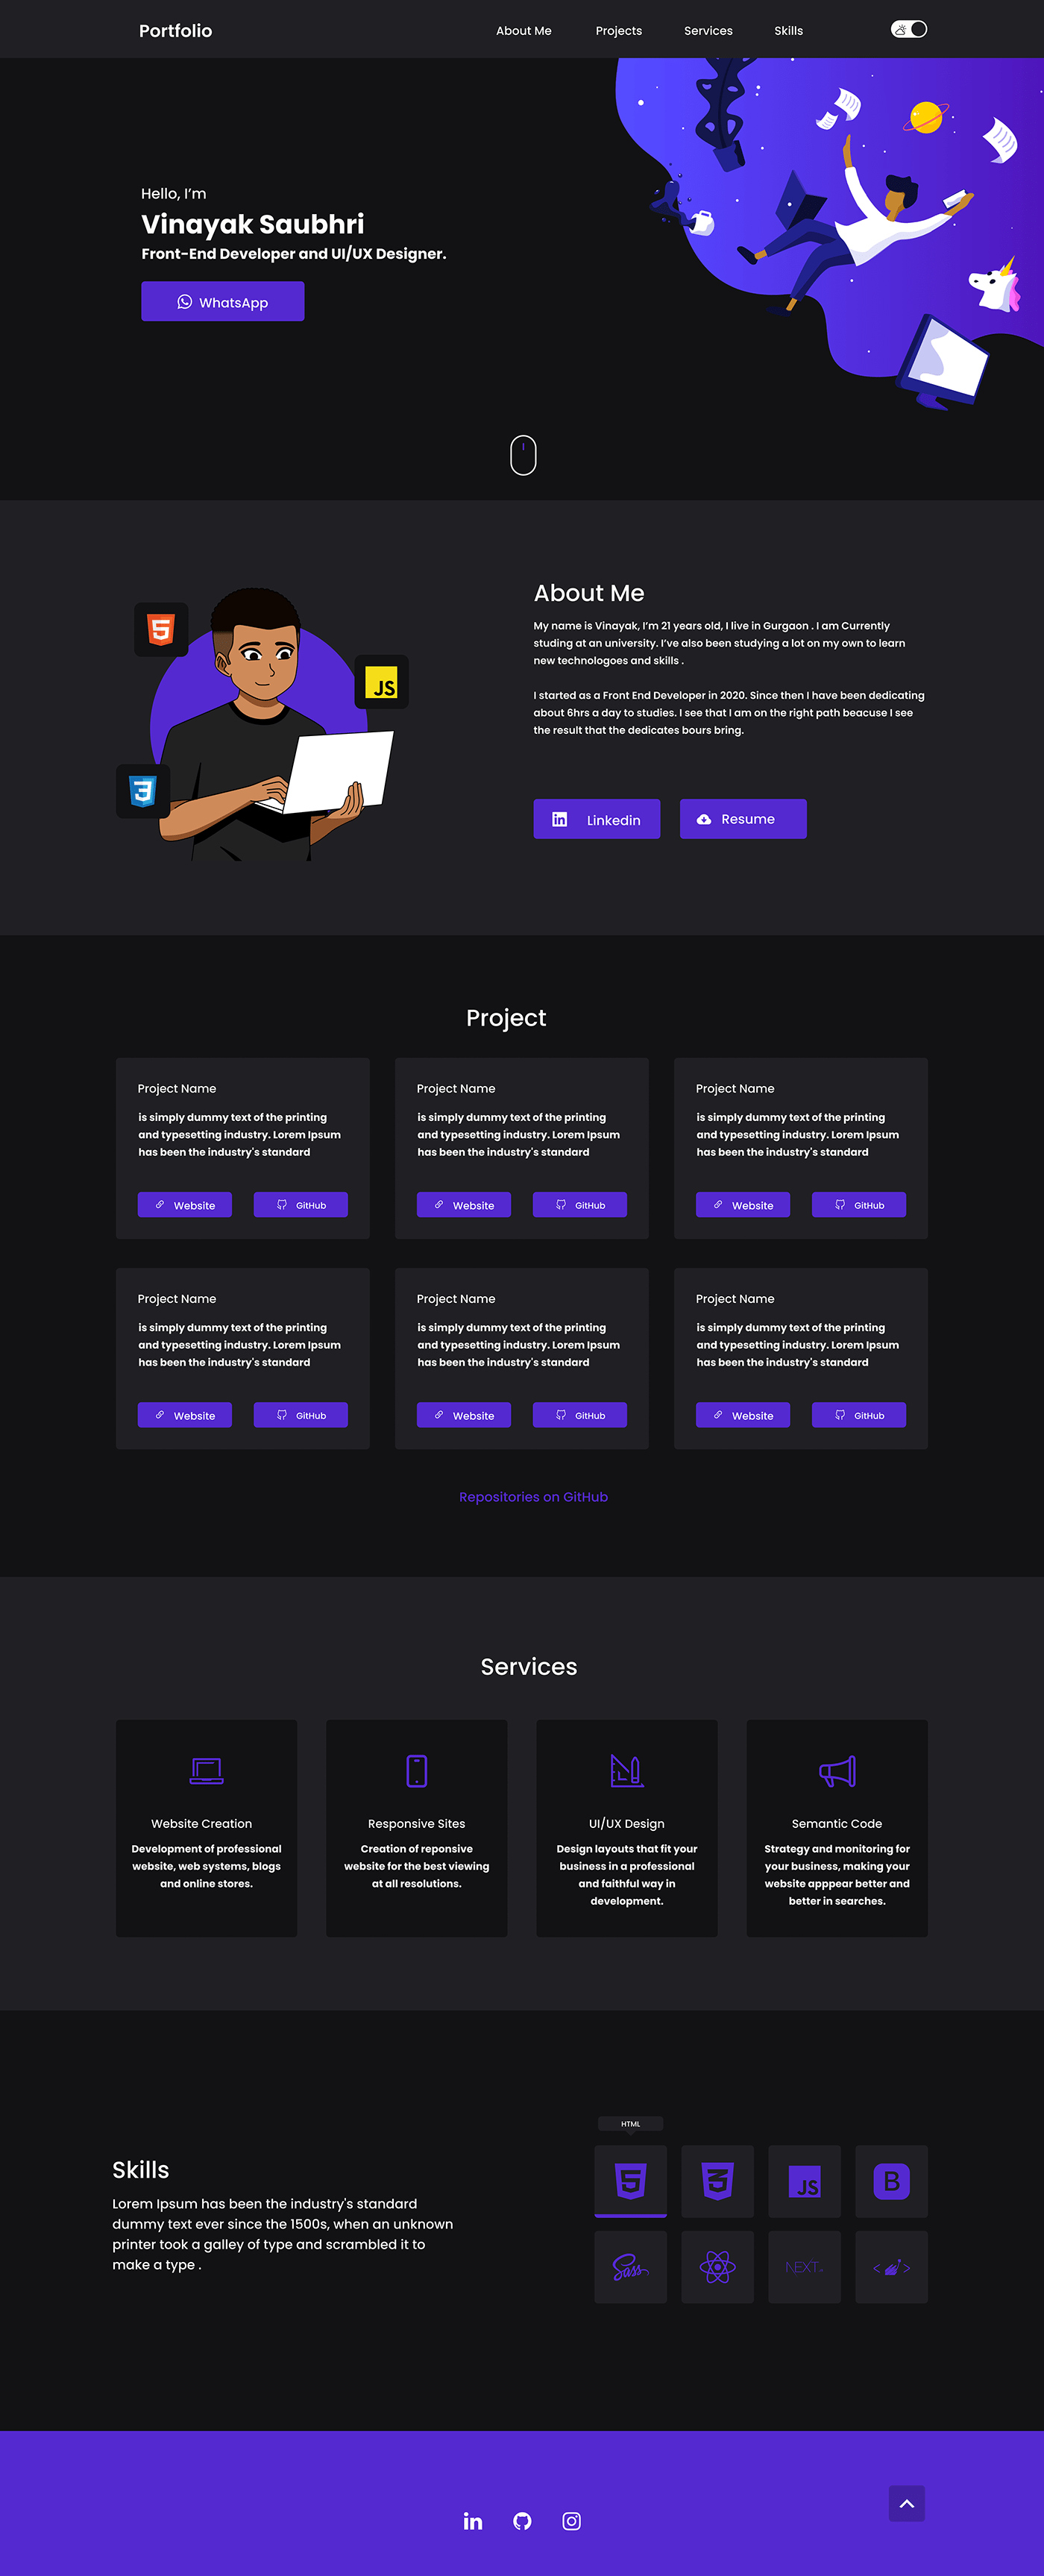 Portfolio
About Me
Projects
Services
Skills
Hello, I'm
Vinayak Saubhri
Front-End Developer and UI/UX Designer.
WhatsApp
About Me
My name is Vinayak, I'm 21 years old, I live in Gurgaon . I am Currently
studing at an university. I've also been studying a lot on my own to learn
new technologoes and skills .
I started as a Front End Developer in 2020. Since then I have been dedicating
about 6hrs a day to studies. I see that I am on the right path beacuse I see
the result that the dedicates bours bring.
JS
Linkedin
Resume
Project
Project Name
is simply dummy text of the printing
and typesetting industry. Lorem Ipsum
has been the industry's standard
Website
GitHub
Project Name
is simply dummy text of the printing
and typesetting industry. Lorem Ipsum
has been the industry's standard
Website
GitHub
Project Name
is simply dummy text of the printing
and typesetting industry. Lorem Ipsum
has been the industry's standard
Website
GitHub
Project Name
is simply dummy text of the printing
and typesetting industry. Lorem Ipsum
has been the industry's standard
Website
GitHub
Project Name
is simply dummy text of the printing
and typesetting industry. Lorem Ipsum
has been the industry's standard
Website
GitHub
Project Name
is simply dummy text of the printing
and typesetting industry. Lorem Ipsum
has been the industry's standard
Website
GitHub
Repositories on GitHub
Services
Website Creation
Development of professional
website, web systems, blogs
and online stores.
Responsive Sites
Creation of reponsive
website for the best viewing
at all resolutions.
UI/UX Design
Design layouts that fit your
business in a professional
and faithful way in
development.
Semantic Code
Strategy and monitoring for
your business, making your
website apppear better and
better in searches.
Skills
Lorem Ipsum has been the industry's standard
dummy text ever since the 1500s, when an unknown
printer took a galley of type and scrambled it to
make a type .
HTML
JS
B
Sass
NEXT